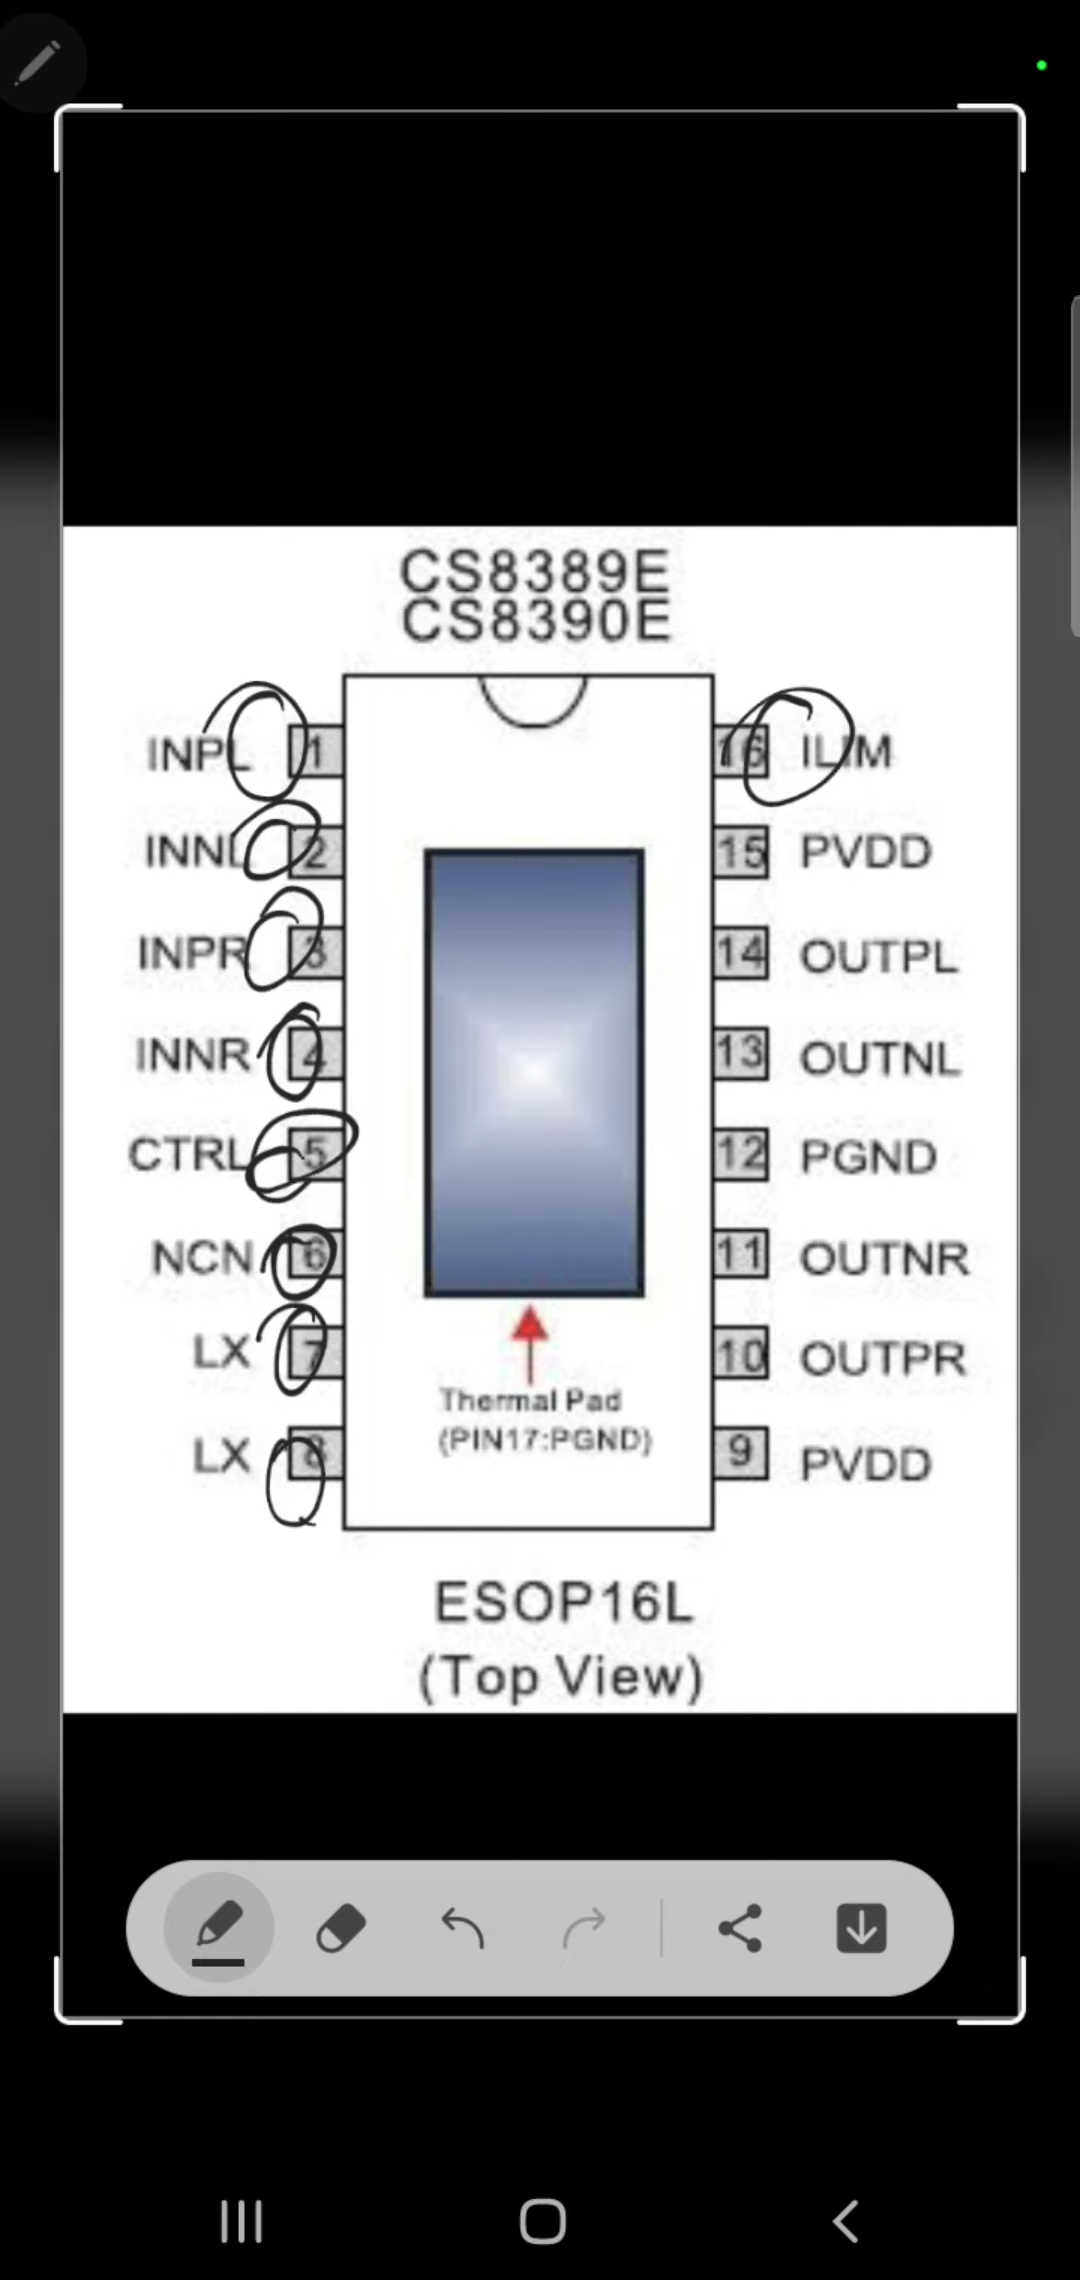 CS8389E
CS8390E
INPL 1 16 ILIM
INNL 2 15 PVDD
INPR 3 14 OUTPL
INNR 4 13 OUTNL
CTRL 5 12 PGND
NCN 6 11 OUTNR
LX 7 10 OUTPR
LX 8 9 PVDD
Thermal Pad
(PIN17:PGND)
ESOP16L
(Top View)